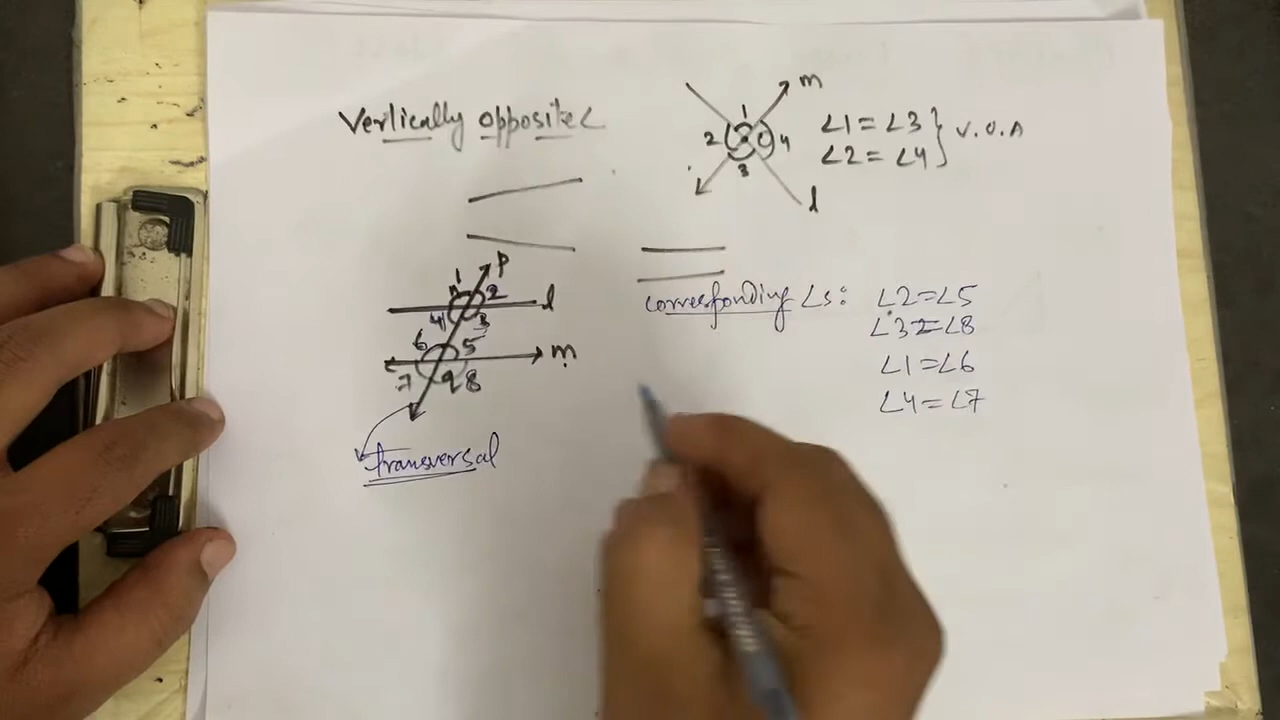 Vertically opposite∠
m
1
2 4
3
l
∠1 = ∠3
∠2 = ∠4
} V.O.A
p
1 2
l
4 3
6 5
m
7 8
transversal
corresponding ∠s:
∠2=∠5
∠3=∠8
∠1=∠6
∠4=∠7